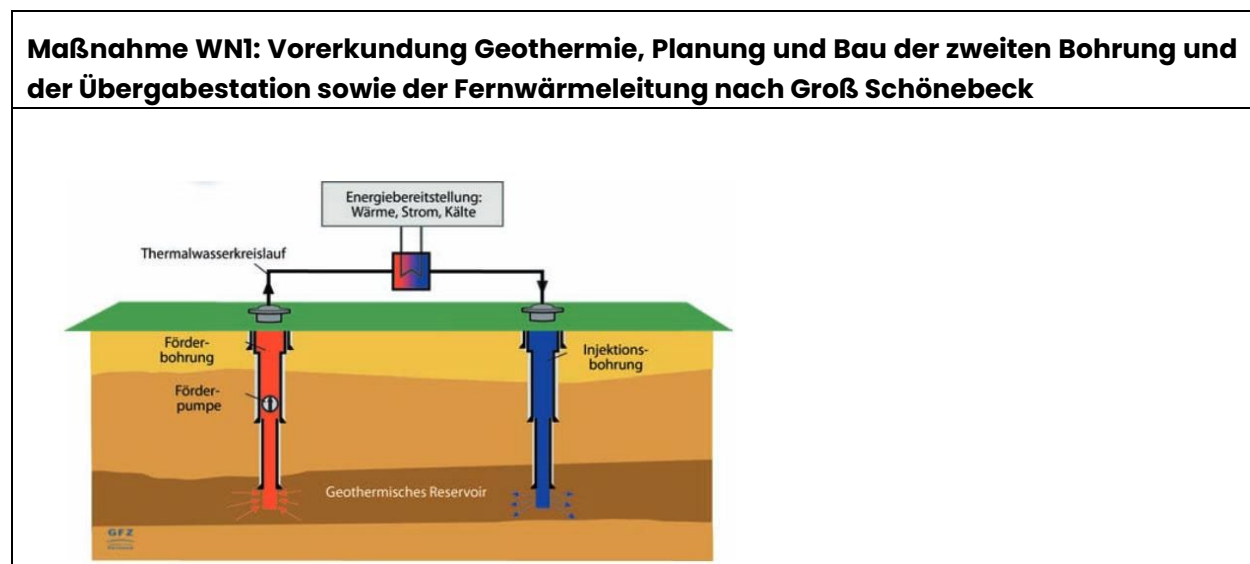 Maßnahme WN1: Vorerkundung Geothermie, Planung und Bau der zweiten Bohrung und
der Übergabestation sowie der Fernwärmeleitung nach Groß Schönebeck
Energiebereitstellung:
Wärme, Strom, Kälte
Thermalwasserkreislauf
Förder-
bohrung
Injektions-
bohrung
Förder-
pumpe
Geothermisches Reservoir
GFZ